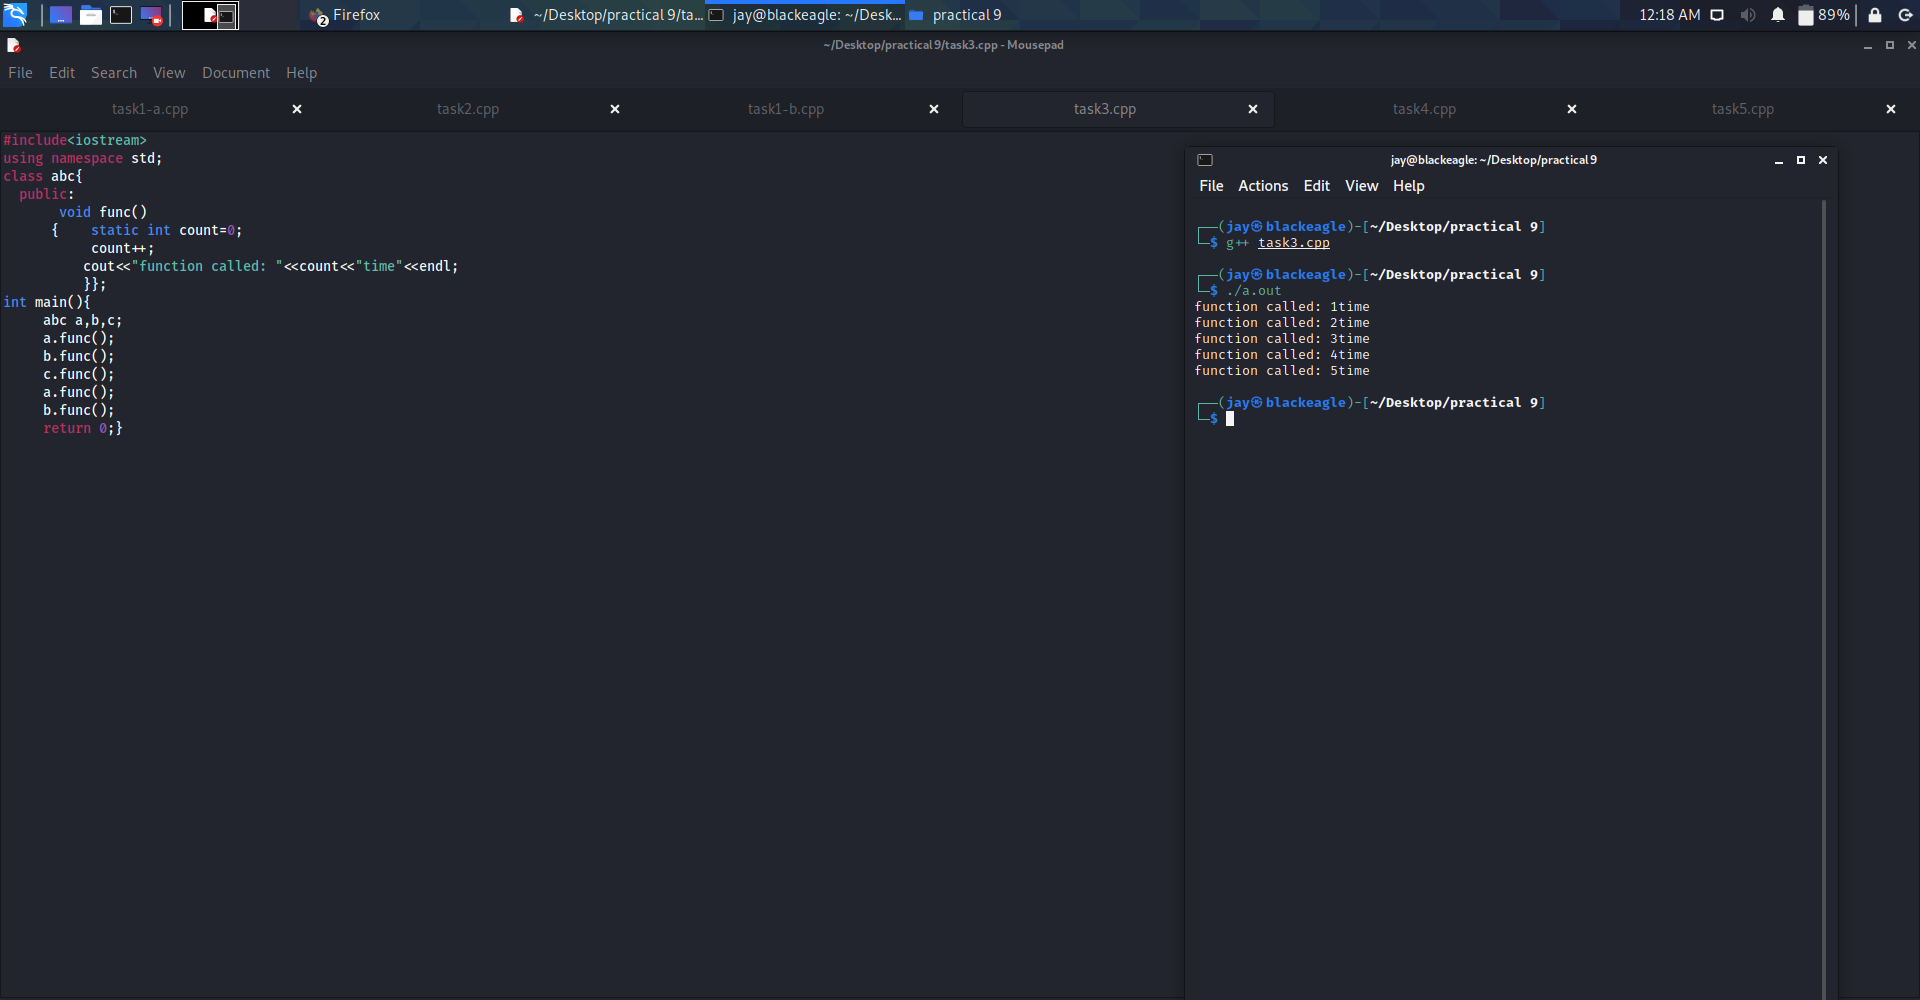 Firefox
2
~/Desktop/practical 9/ta...
jay@blackeagle: ~/Desk...
practical 9
12:18 AM
89%
~/Desktop/practical 9/task3.cpp - Mousepad
File Edit Search View Document Help
task1-a.cpp task2.cpp task1-b.cpp task3.cpp task4.cpp task5.cpp
#include<iostream>
using namespace std;
class abc{
  public:
       void func()
      {    static int count=0;
           count++;
          cout<<"function called: "<<count<<"time"<<endl;
          }};
int main(){
     abc a,b,c;
     a.func();
     b.func();
     c.func();
     a.func();
     b.func();
     return 0;}
jay@blackeagle: ~/Desktop/practical 9
File Actions Edit View Help
┌──(jay㉿blackeagle)-[~/Desktop/practical 9]
└─$ g++ task3.cpp
┌──(jay㉿blackeagle)-[~/Desktop/practical 9]
└─$ ./a.out
function called: 1time
function called: 2time
function called: 3time
function called: 4time
function called: 5time
┌──(jay㉿blackeagle)-[~/Desktop/practical 9]
└─$